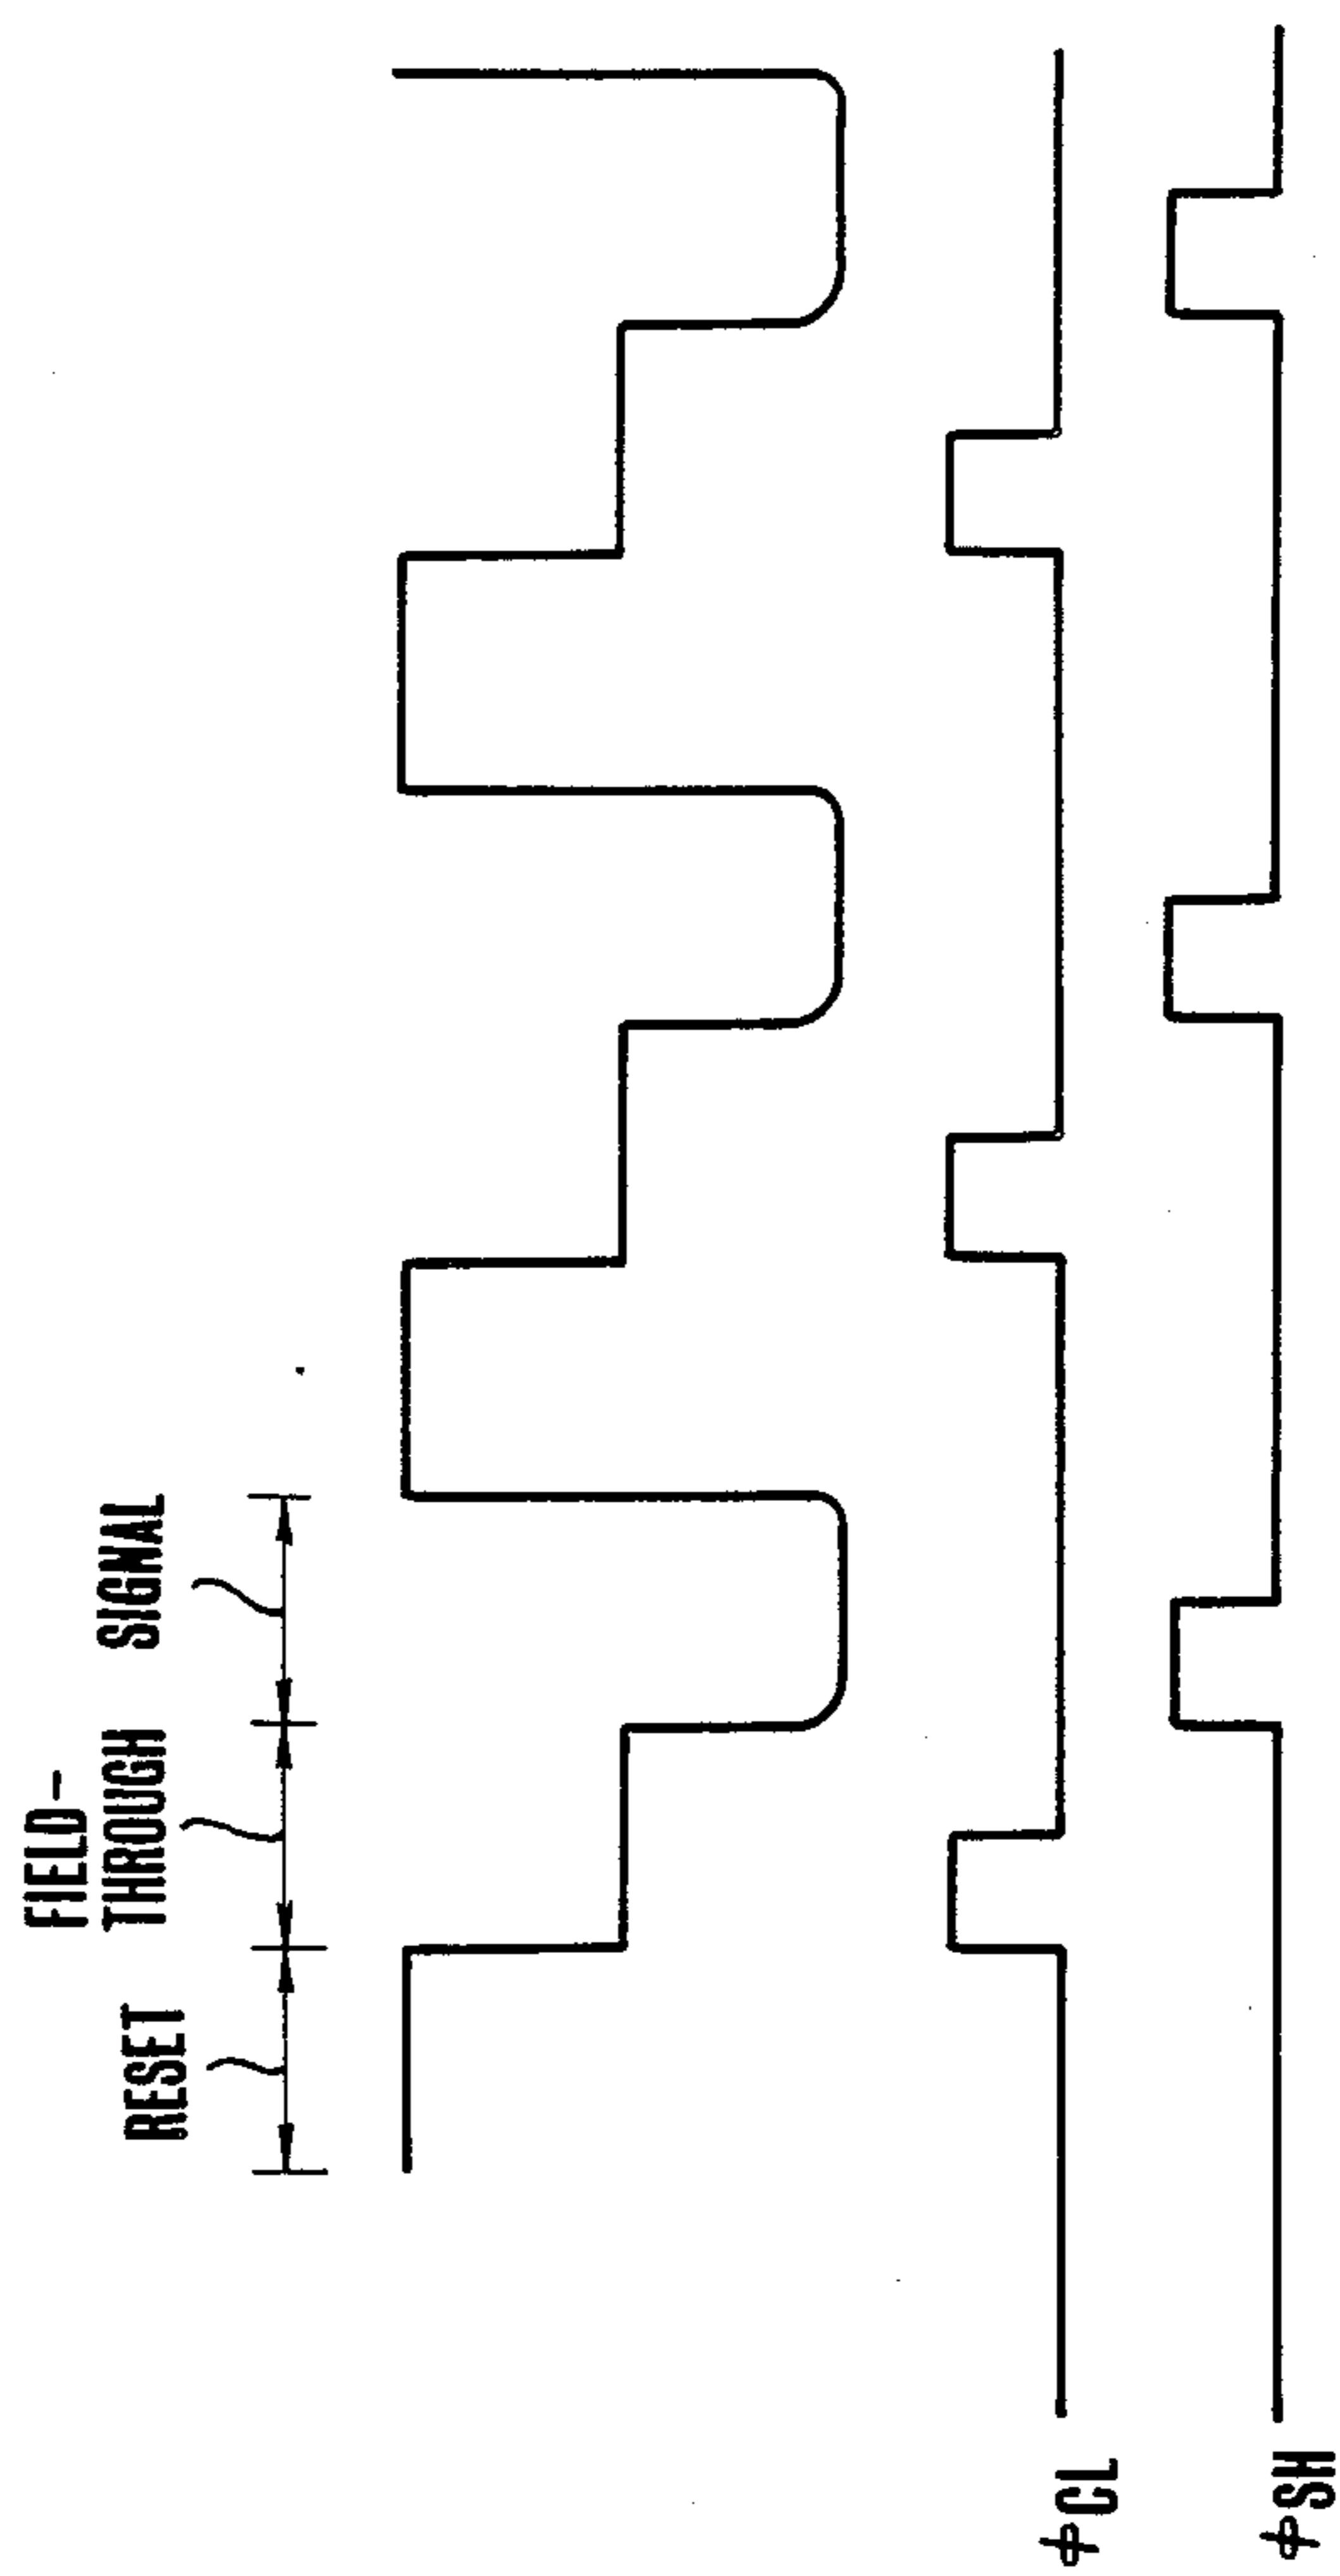 RESET
FIELD-
THROUGH
SIGNAL
ϕCL
ϕSH